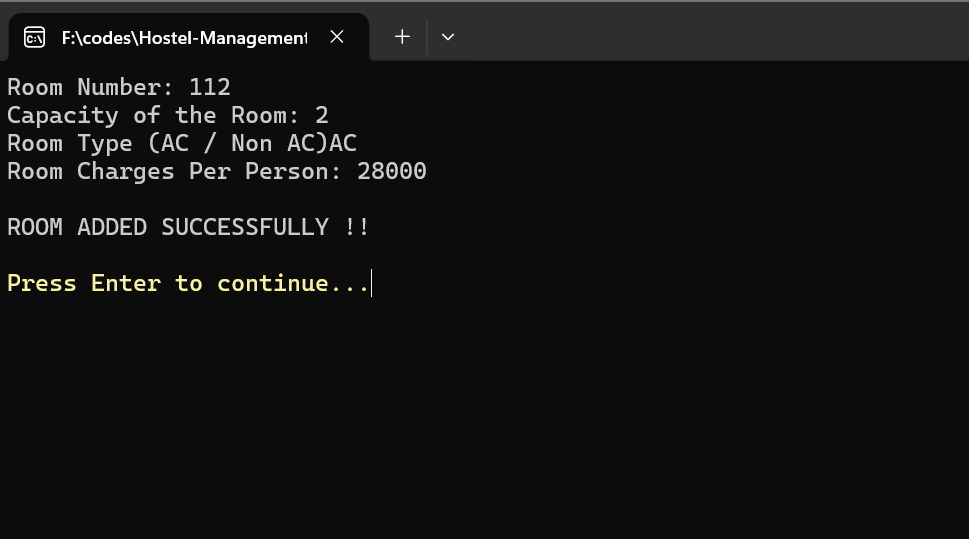 F:\codes\Hostel-Management
Room Number: 112
Capacity of the Room: 2
Room Type (AC / Non AC)AC
Room Charges Per Person: 28000
ROOM ADDED SUCCESSFULLY !!
Press Enter to continue...